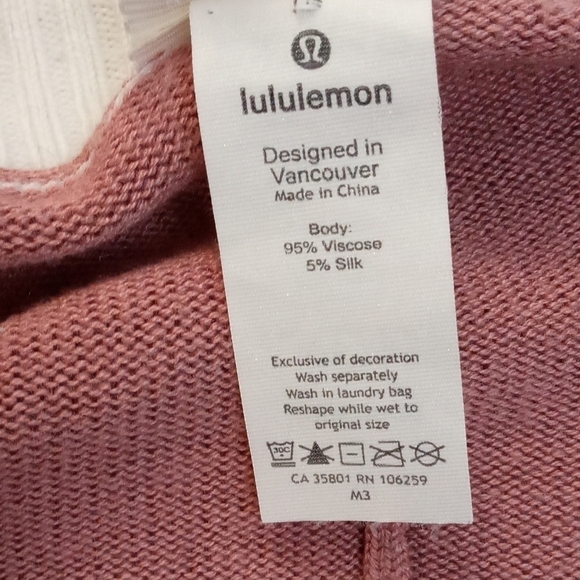 lululemon
Designed in
Vancouver
Made in China
Body:
95% Viscose
5% Silk
Exclusive of decoration
Wash separately
Wash in laundry bag
Reshape while wet to
original size
30C
CA 35801 RN 106259
M3